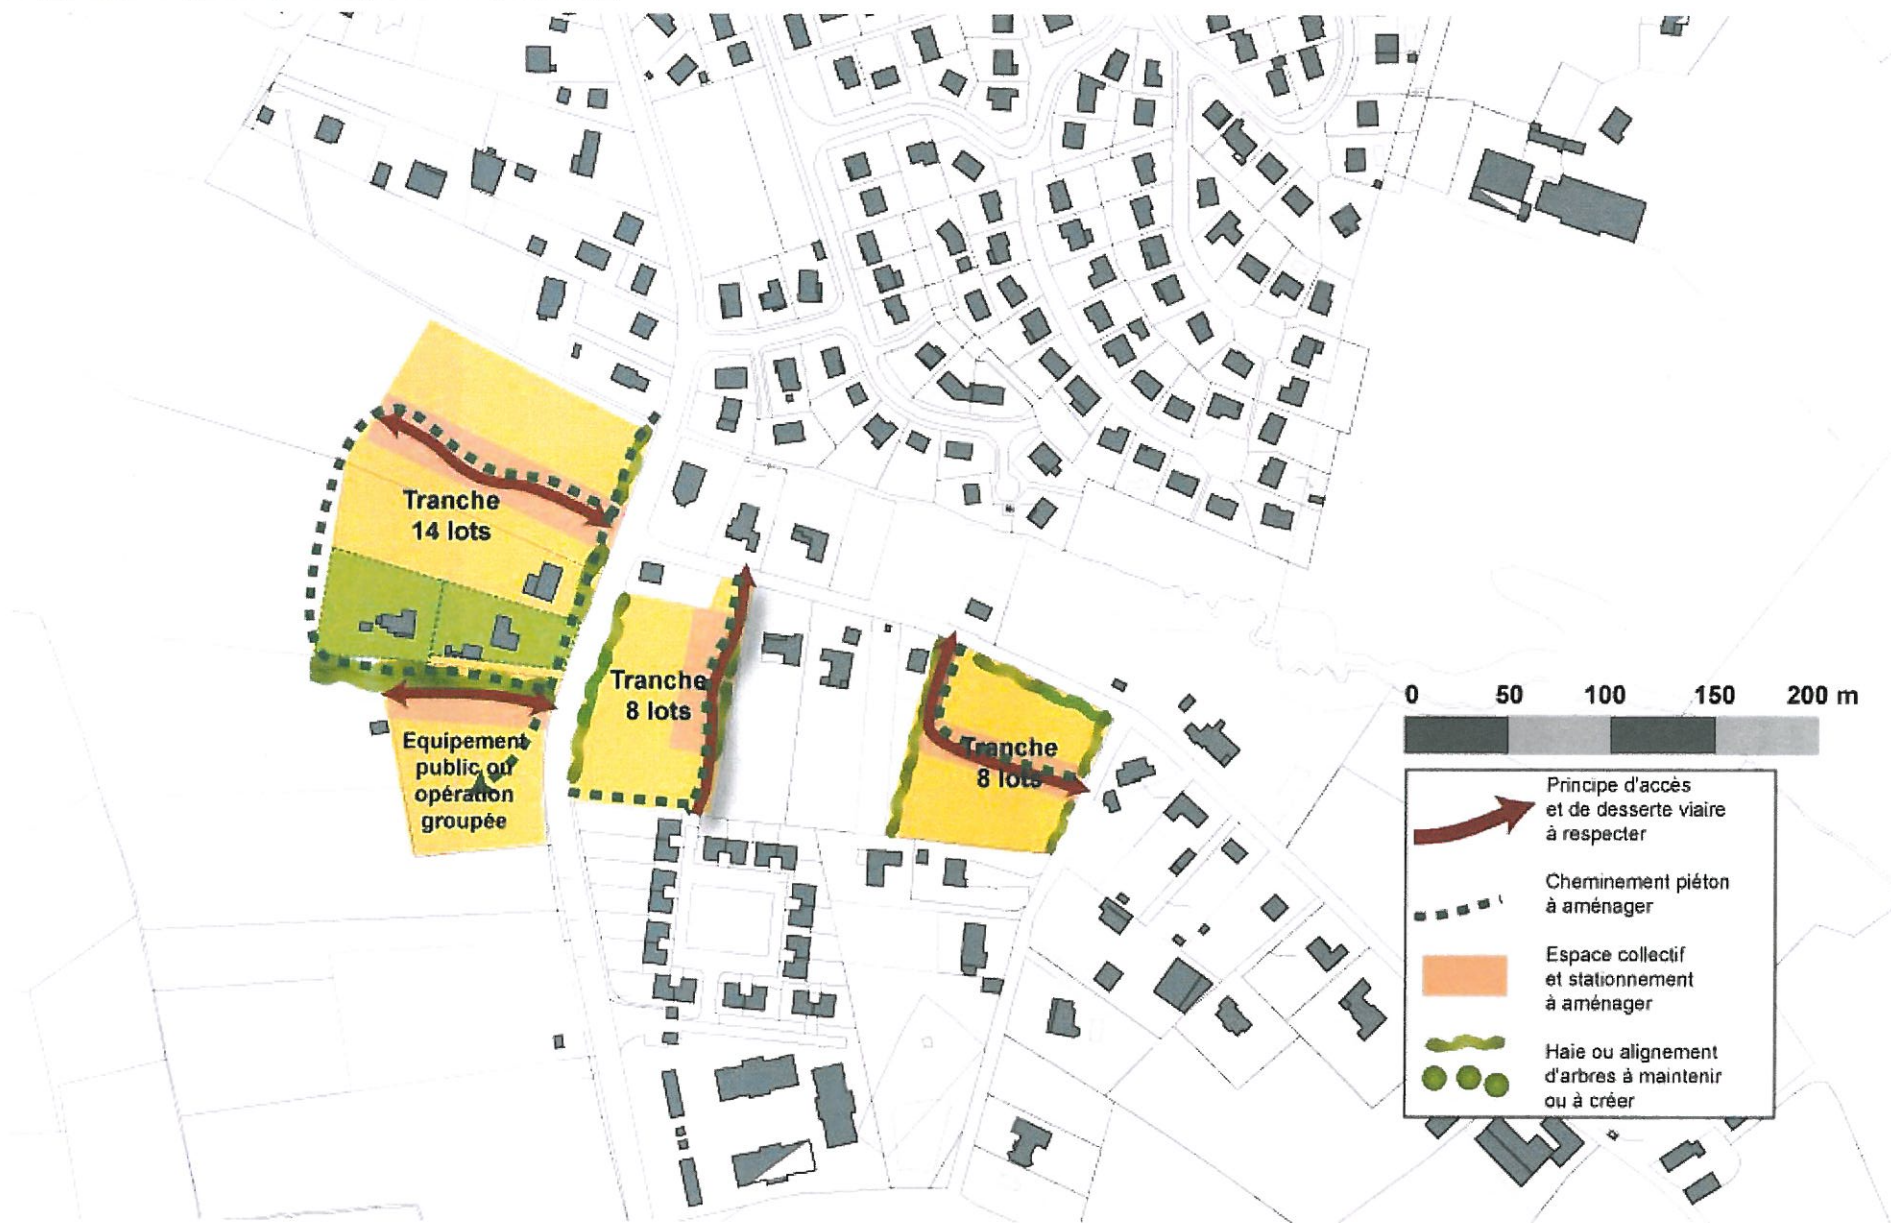 Tranche
14 lots
Tranche
8 lots
Tranche
8 lots
Equipement
public ou
opération
groupée
0 50 100 150 200 m
Principe d'accès
et de desserte viaire
à respecter
Cheminement piéton
à aménager
Espace collectif
et stationnement
à aménager
Haie ou alignement
d'arbres à maintenir
ou à créer